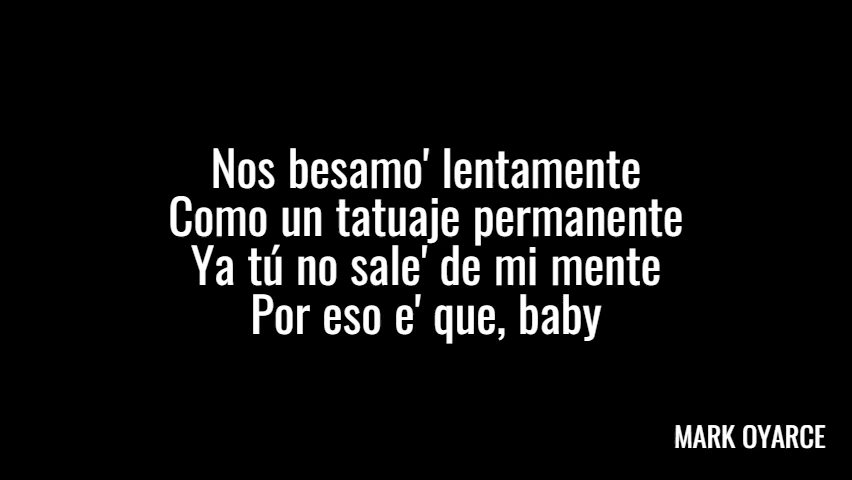 Nos besamo' lentamente
Como un tatuaje permanente
Ya tú no sale' de mi mente
Por eso e' que, baby
MARK OYARCE